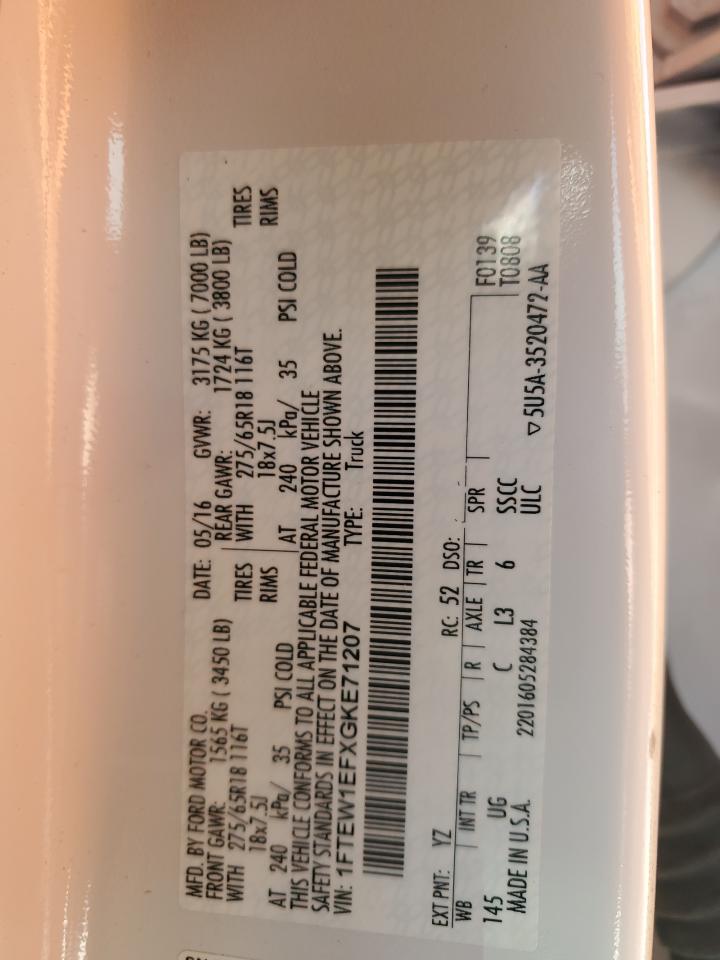 MFD. BY FORD MOTOR CO.
DATE: 05/16 GVWR: 3175 KG ( 7000 LB)
FRONT GAWR: 1565 KG ( 3450 LB) REAR GAWR: 1724 KG ( 3800 LB)
WITH 275/65R18 116T TIRES WITH 275/65R18 116T TIRES
18x7.5J RIMS 18x7.5J RIMS
AT 240 kPa/ 35 PSI COLD AT 240 kPa/ 35 PSI COLD
THIS VEHICLE CONFORMS TO ALL APPLICABLE FEDERAL MOTOR VEHICLE
SAFETY STANDARDS IN EFFECT ON THE DATE OF MANUFACTURE SHOWN ABOVE.
VIN: 1FTEW1EFXGKE71207 TYPE: Truck
EXT PNT: YZ RC: 52 DSO:
WB INT TR TP/PS R AXLE TR SPR F0139
145 UG C L3 6 SSCC T0808
MADE IN U.S.A. 2201605284384 ULC ▽5U5A-3520472-AA